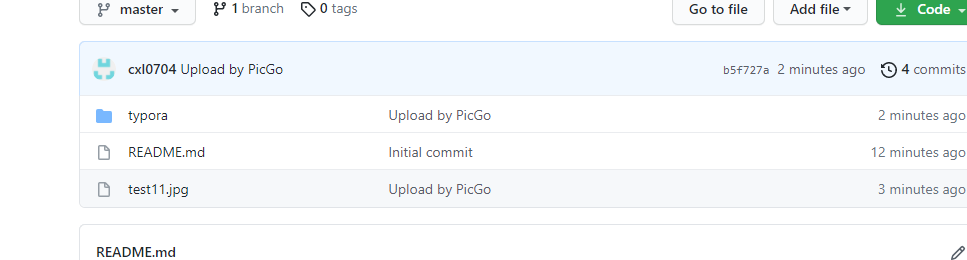 master 1 branch 0 tags Go to file Add file Code
cxl0704 Upload by PicGo b5f727a 2 minutes ago 4 commits
typora Upload by PicGo 2 minutes ago
README.md Initial commit 12 minutes ago
test11.jpg Upload by PicGo 3 minutes ago
README.md